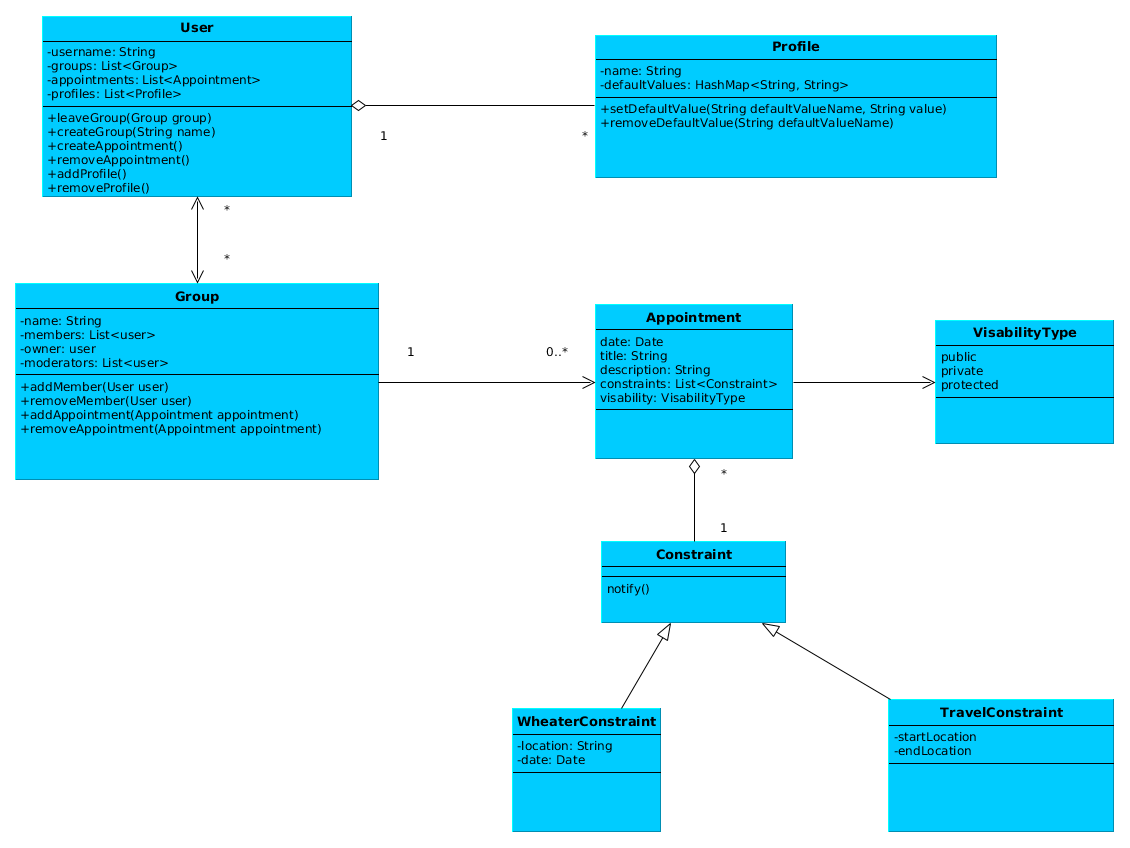 User
-username: String
-groups: List<Group>
-appointments: List<Appointment>
-profiles: List<Profile>
+leaveGroup(Group group)
+createGroup(String name)
+createAppointment()
+removeAppointment()
+addProfile()
+removeProfile()
1
*
Profile
-name: String
-defaultValues: HashMap<String, String>
+setDefaultValue(String defaultValueName, String value)
+removeDefaultValue(String defaultValueName)
*
*
Group
-name: String
-members: List<user>
-owner: user
-moderators: List<user>
+addMember(User user)
+removeMember(User user)
+addAppointment(Appointment appointment)
+removeAppointment(Appointment appointment)
1
0..*
Appointment
date: Date
title: String
description: String
constraints: List<Constraint>
visability: VisabilityType
VisabilityType
public
private
protected
*
1
Constraint
notify()
WheaterConstraint
-location: String
-date: Date
TravelConstraint
-startLocation
-endLocation